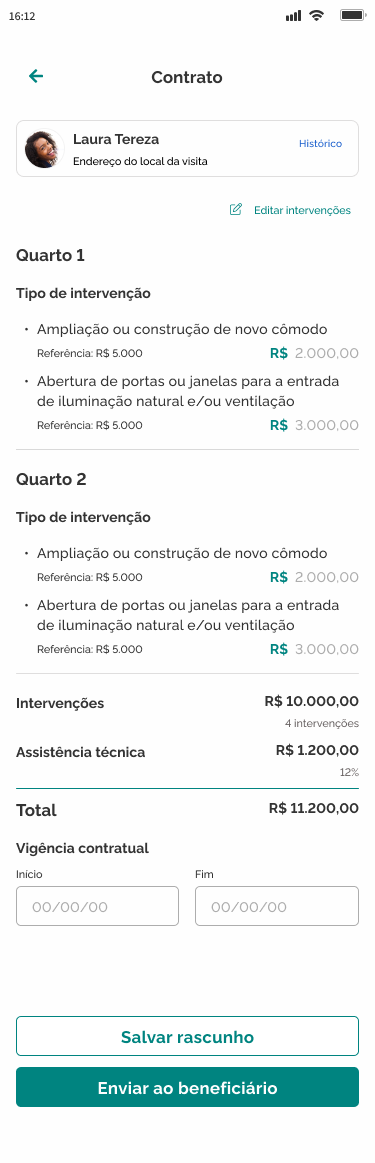 16:12
Contrato
Laura Tereza
Histórico
Endereço do local da visita
Editar intervenções
Quarto 1
Tipo de intervenção
• Ampliação ou construção de novo cômodo
Referência: R$ 5.000 R$ 2.000,00
• Abertura de portas ou janelas para a entrada
de iluminação natural e/ou ventilação
Referência: R$ 5.000 R$ 3.000,00
Quarto 2
Tipo de intervenção
• Ampliação ou construção de novo cômodo
Referência: R$ 5.000 R$ 2.000,00
• Abertura de portas ou janelas para a entrada
de iluminação natural e/ou ventilação
Referência: R$ 5.000 R$ 3.000,00
Intervenções R$ 10.000,00
4 intervenções
Assistência técnica R$ 1.200,00
12%
Total R$ 11.200,00
Vigência contratual
Início Fim
00/00/00 00/00/00
Salvar rascunho
Enviar ao beneficiário